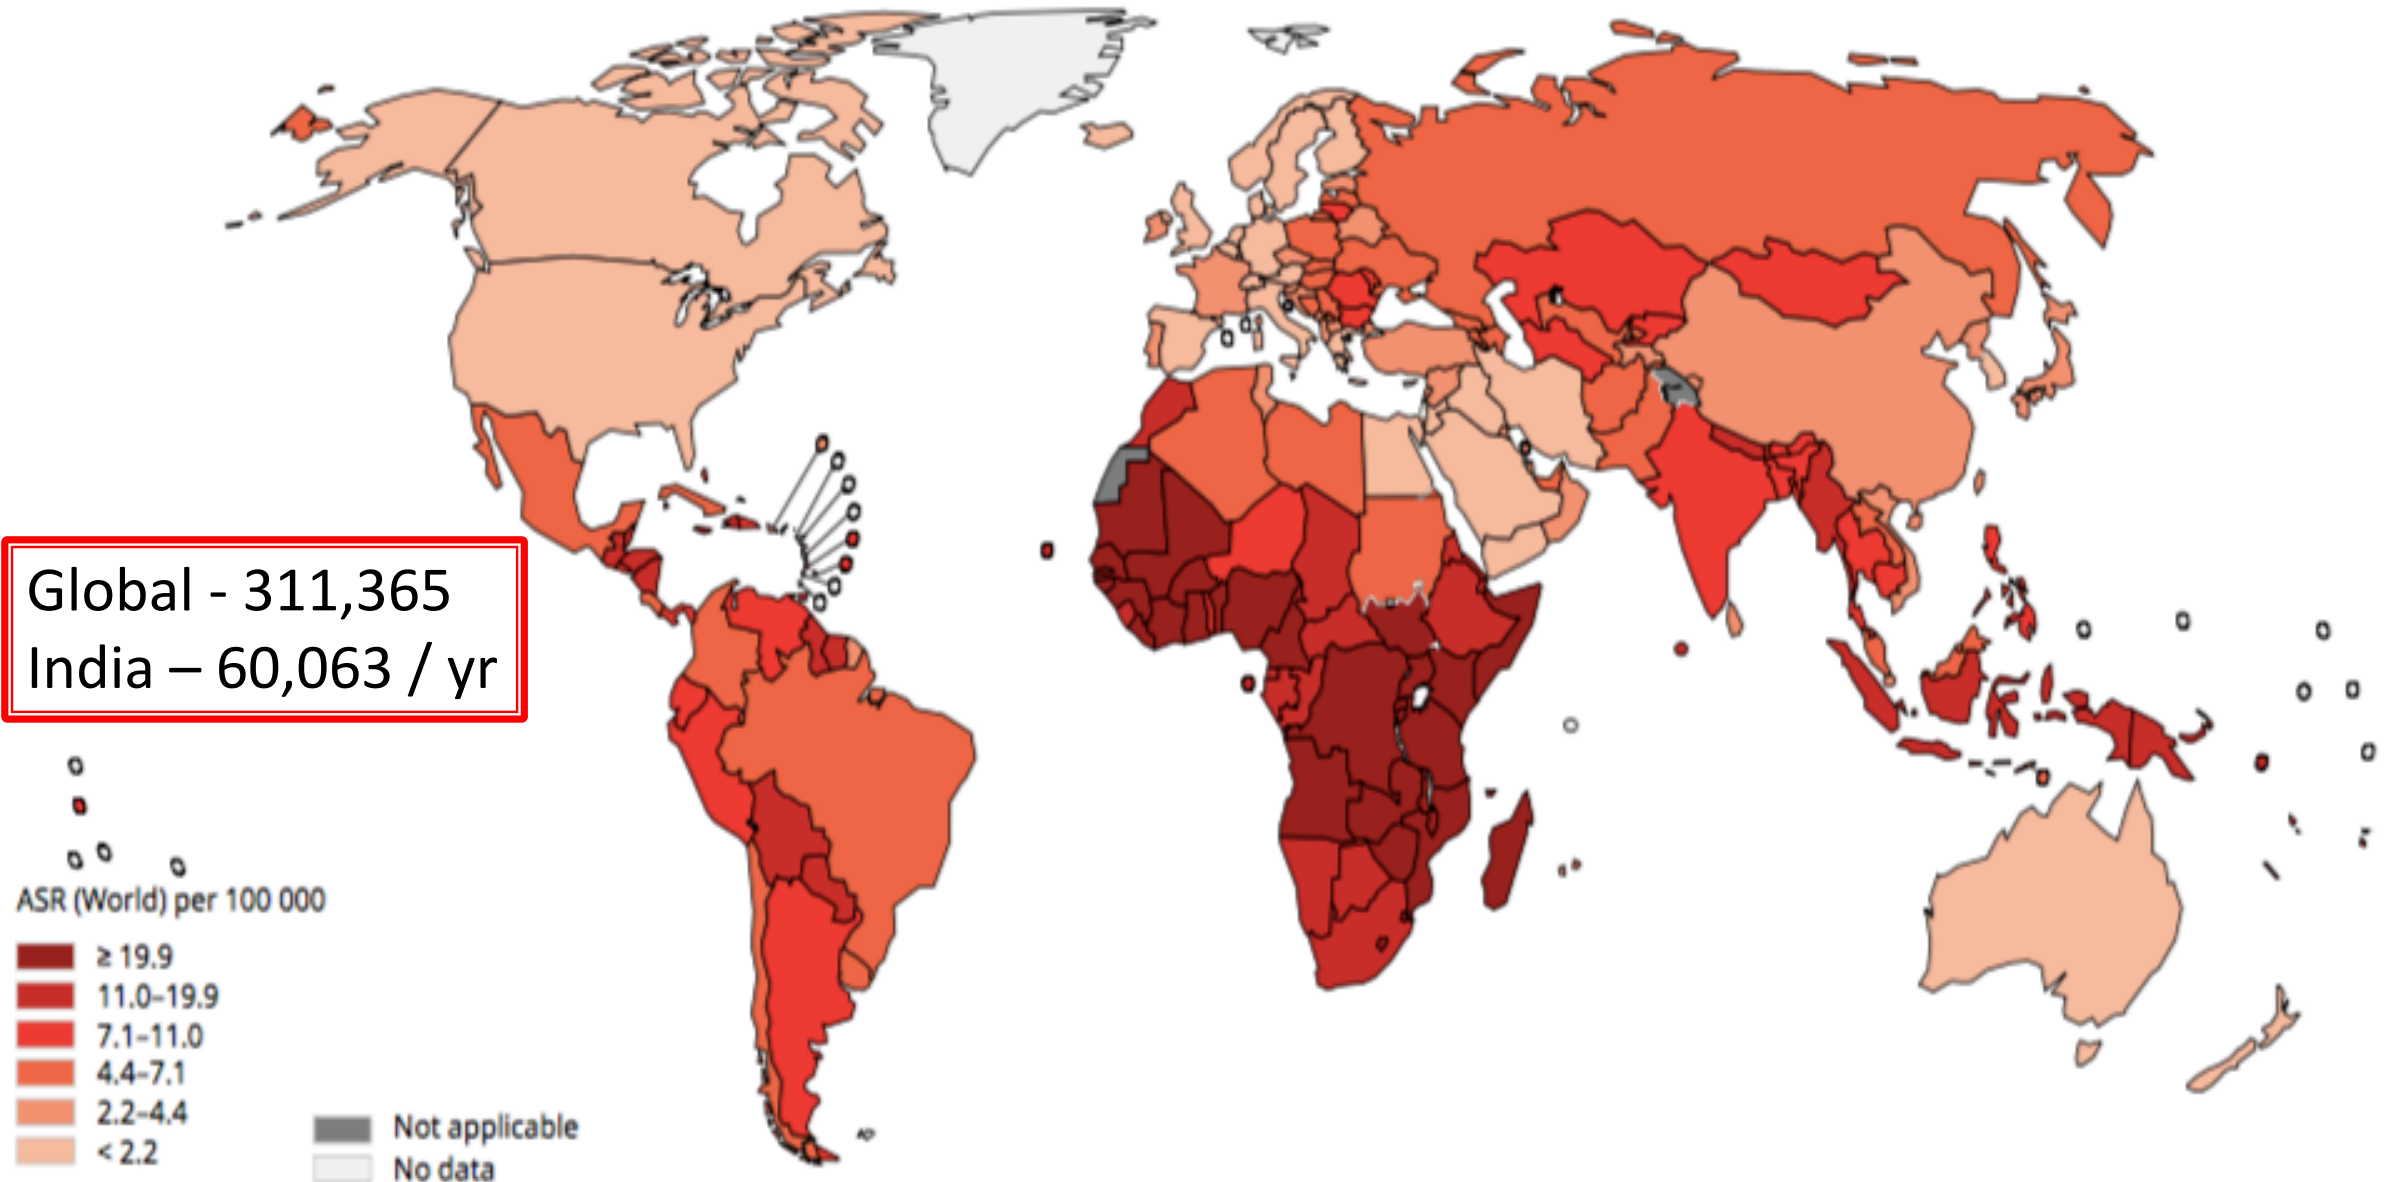 Global - 311,365
India – 60,063 / yr
ASR (World) per 100 000
≥ 19.9
11.0–19.9
7.1–11.0
4.4–7.1
2.2–4.4
< 2.2
Not applicable
No data